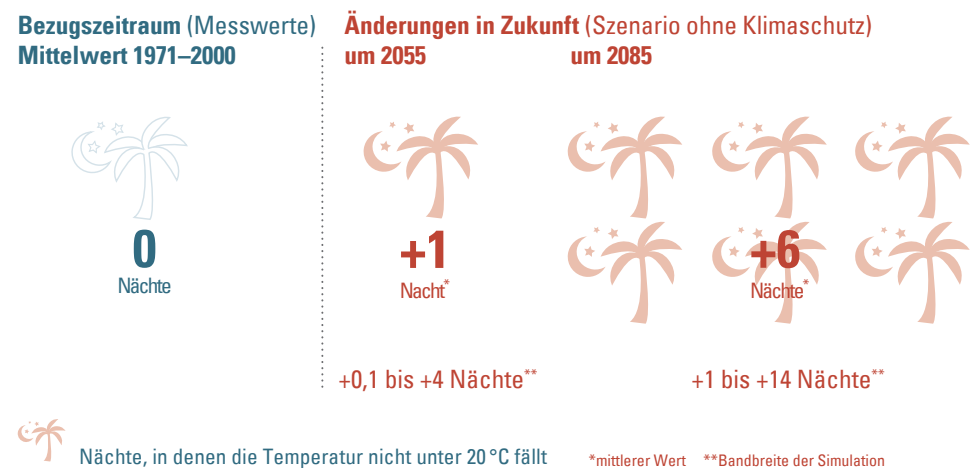 Bezugszeitraum (Messwerte)
Mittelwert 1971–2000
Änderungen in Zukunft (Szenario ohne Klimaschutz)
um 2055
um 2085
0
Nächte
+1
Nacht*
+6
Nächte*
+0,1 bis +4 Nächte**
+1 bis +14 Nächte**
Nächte, in denen die Temperatur nicht unter 20 °C fällt
*mittlerer Wert **Bandbreite der Simulation